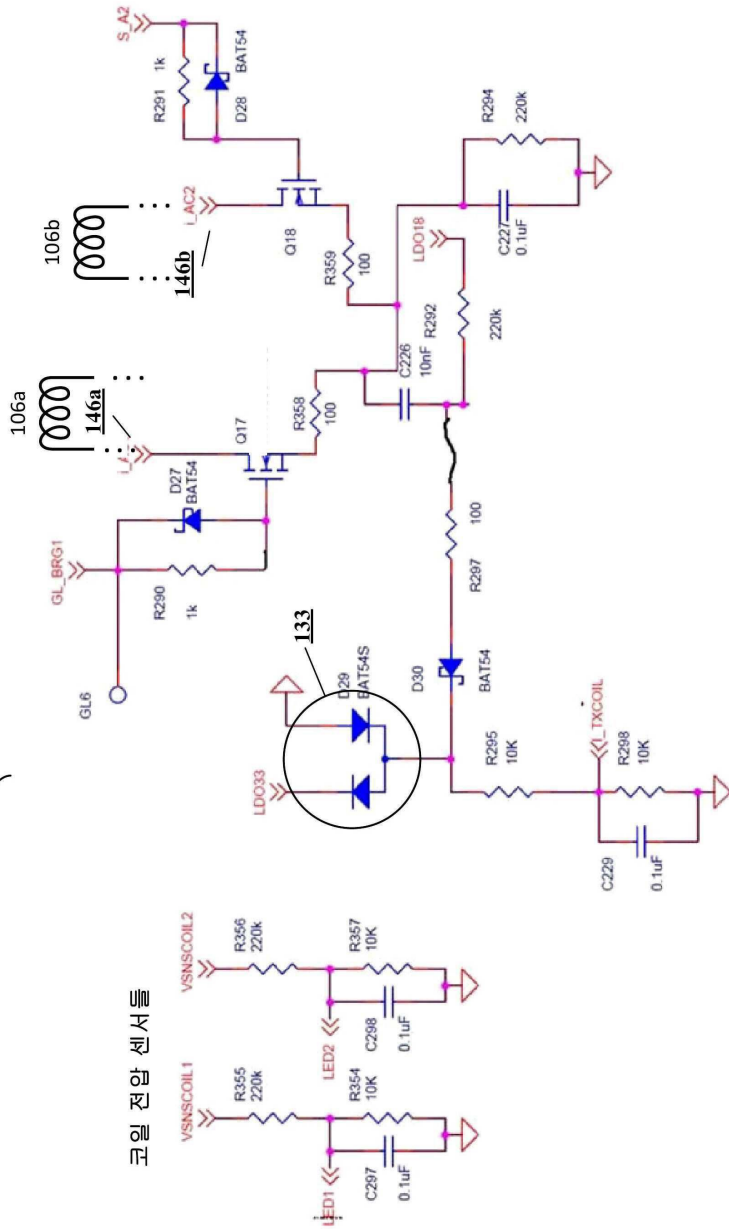 106b
S_A2
1k
R291
BAT54
D28
i_AC2
146b
Q18
R359
100
106a
146a
Q17
R358
100
D27
BAT54
GL_BRG1
R290
1k
GL6
R294
220k
C227
0.1uF
LDO18
R292
220k
C226
10nF
133
D29
BAT54S
LDO33
D30
BAT54
100
R297
R295
10K
I_TXCOIL
R298
10K
C229
0.1uF
코일 전압 센서들
VSNSCOIL1
R355
220k
LED1
R354
10K
C297
0.1uF
VSNSCOIL2
R356
220k
LED2
R357
10K
C298
0.1uF